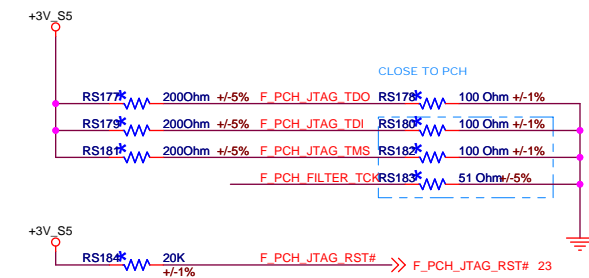 +3V_S5
CLOSE TO PCH
RS177* 200Ohm +/-5% F_PCH_JTAG_TDO RS178* 100 Ohm +/-1%
RS179* 200Ohm +/-5% F_PCH_JTAG_TDI RS180* 100 Ohm +/-1%
RS181* 200Ohm +/-5% F_PCH_JTAG_TMS RS182* 100 Ohm +/-1%
F_PCH_FILTER_TCK RS183* 51 Ohm+/-5%
+3V_S5
RS184* 20K F_PCH_JTAG_RST#
+/-1%
F_PCH_JTAG_RST# 23